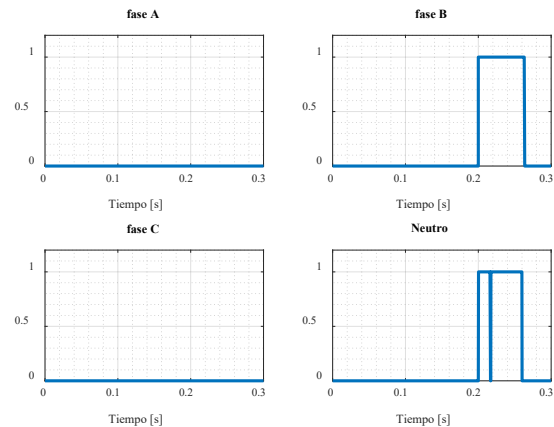 fase A
fase B
1
0.5
0
0 0.1 0.2 0.3
Tiempo [s]
1
0.5
0
0 0.1 0.2 0.3
Tiempo [s]
fase C
Neutro
1
0.5
0
0 0.1 0.2 0.3
Tiempo [s]
1
0.5
0
0 0.1 0.2 0.3
Tiempo [s]